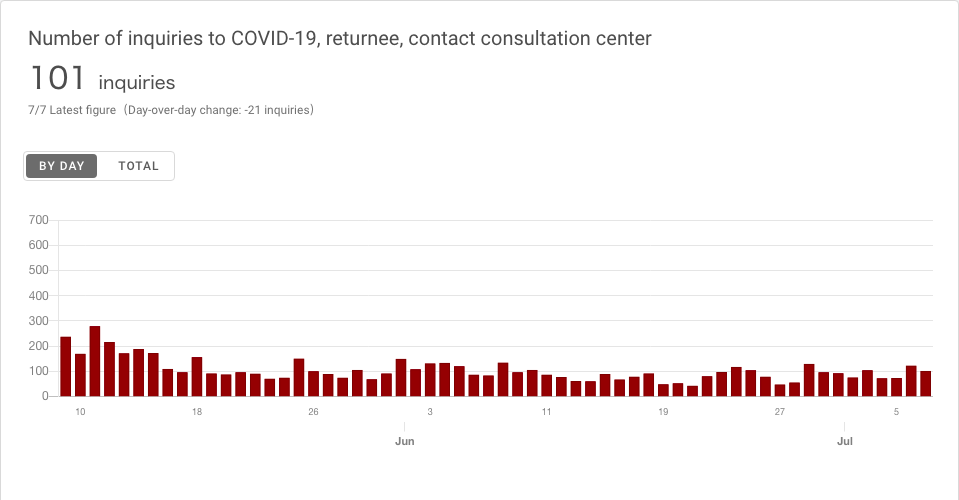 Number of inquiries to COVID-19, returnee, contact consultation center
101 inquiries
7/7 Latest figure（Day-over-day change: -21 inquiries）
BY DAY TOTAL
700
600
500
400
300
200
100
0
10 18 26 3 11 19 27 5
Jun Jul